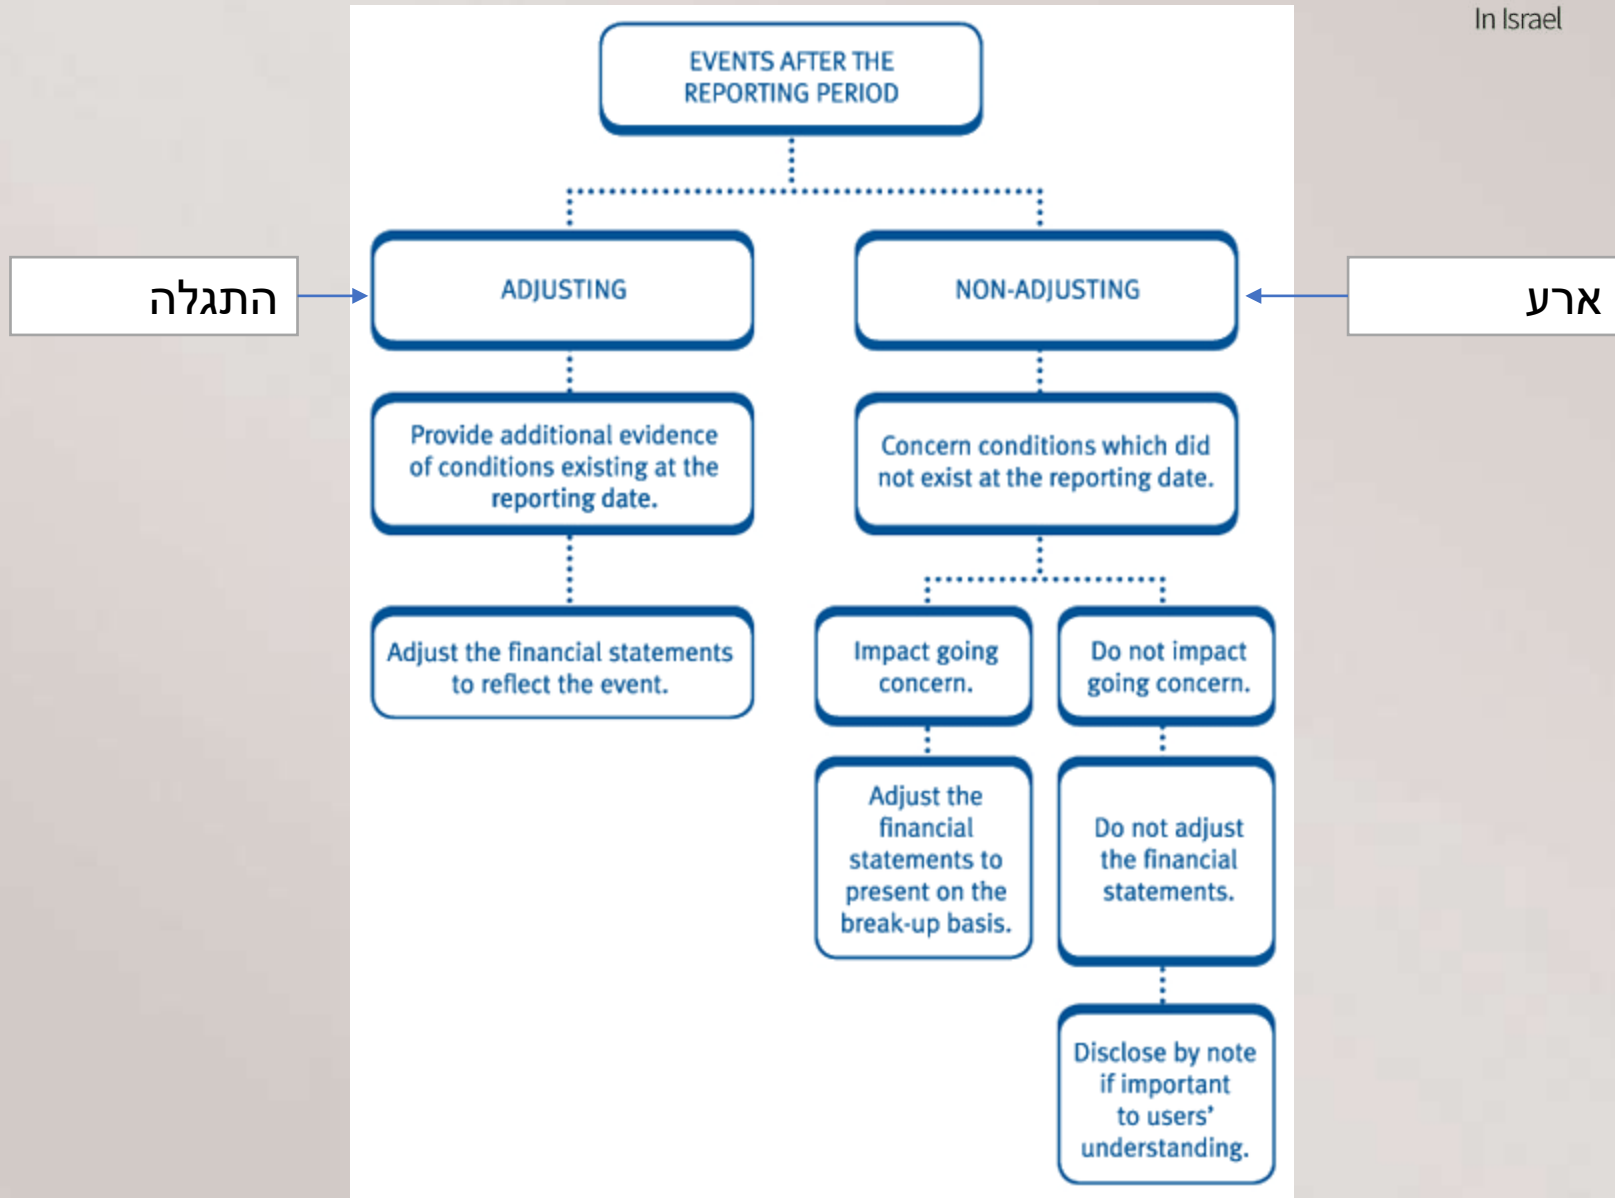 In Israel
EVENTS AFTER THE
REPORTING PERIOD
התגלה
ADJUSTING
NON-ADJUSTING
ארע
Provide additional evidence
of conditions existing at the
reporting date.
Concern conditions which did
not exist at the reporting date.
Adjust the financial statements
to reflect the event.
Impact going
concern.
Do not impact
going concern.
Adjust the
financial
statements to
present on the
break-up basis.
Do not adjust
the financial
statements.
Disclose by note
if important
to users’
understanding.